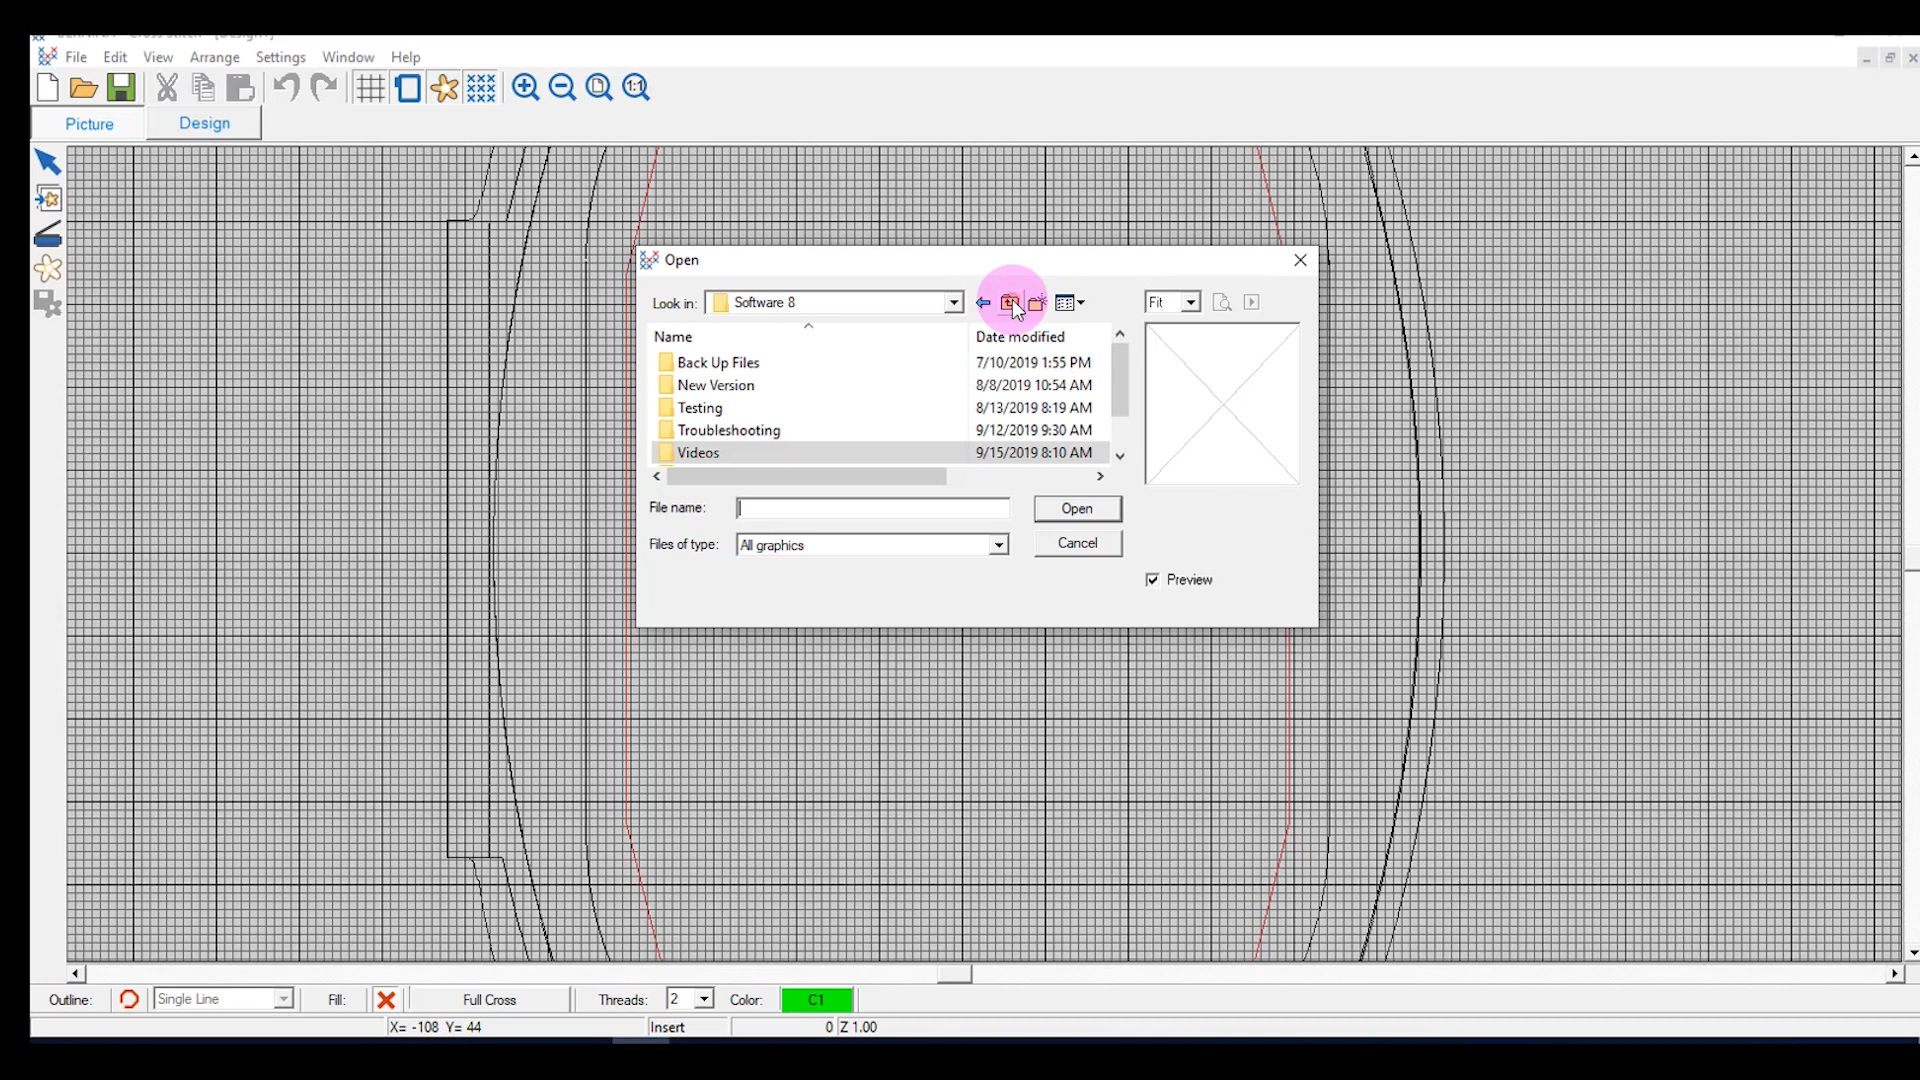 File Edit View Arrange Settings Window Help
1:1
Picture Design
Open
Look in: Software 8 Fit
Name Date modified
Back Up Files 7/10/2019 1:55 PM
New Version 8/8/2019 10:54 AM
Testing 8/13/2019 8:19 AM
Troubleshooting 9/12/2019 9:30 AM
Videos 9/15/2019 8:10 AM
File name: Open
Files of type: All graphics Cancel
Preview
Outline: Single Line Fill: Full Cross Threads: 2 Color: C1
X= -108 Y= 44 Insert 0 Z 1.00